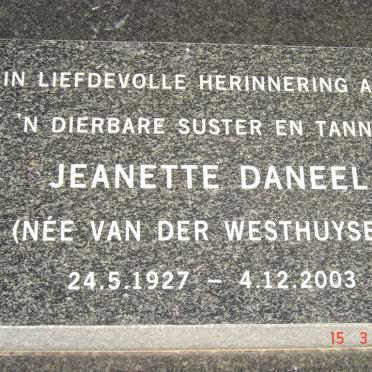 IN LIEFDEVOLLE HERINNERING A
'N DIERBARE SUSTER EN TANN
JEANETTE DANEEL
(NÉE VAN DER WESTHUYSE
24.5.1927 – 4.12.2003
15 3